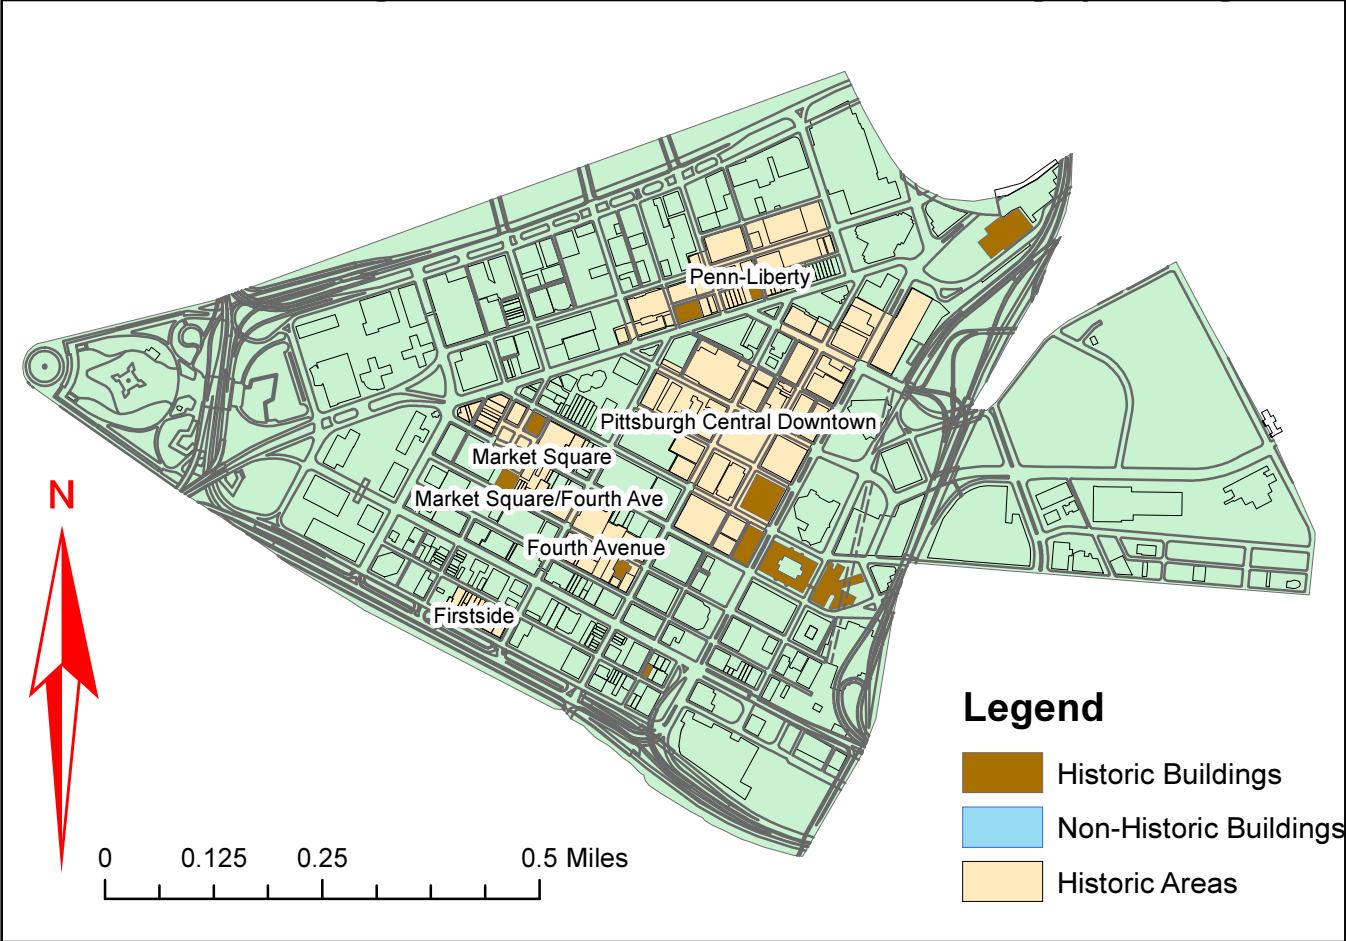 Penn-Liberty
Pittsburgh Central Downtown
Market Square
Market Square/Fourth Ave
Fourth Avenue
Firstside
N
0 0.125 0.25 0.5 Miles
Legend
Historic Buildings
Non-Historic Buildings
Historic Areas